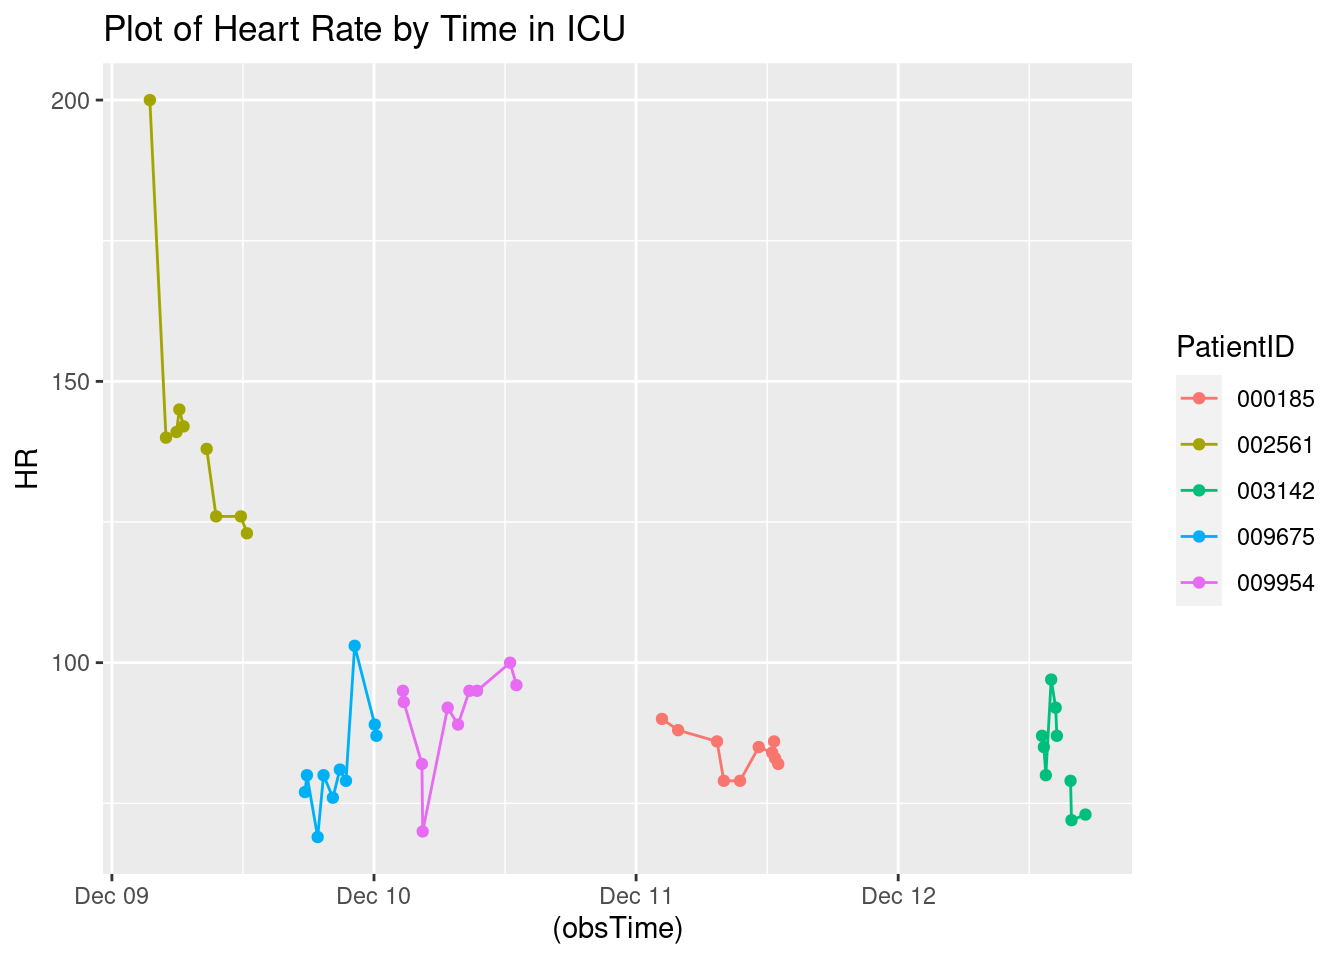 Plot of Heart Rate by Time in ICU
200
150
100
HR
Dec 09
Dec 10
Dec 11
Dec 12
(obsTime)
PatientID
000185
002561
003142
009675
009954